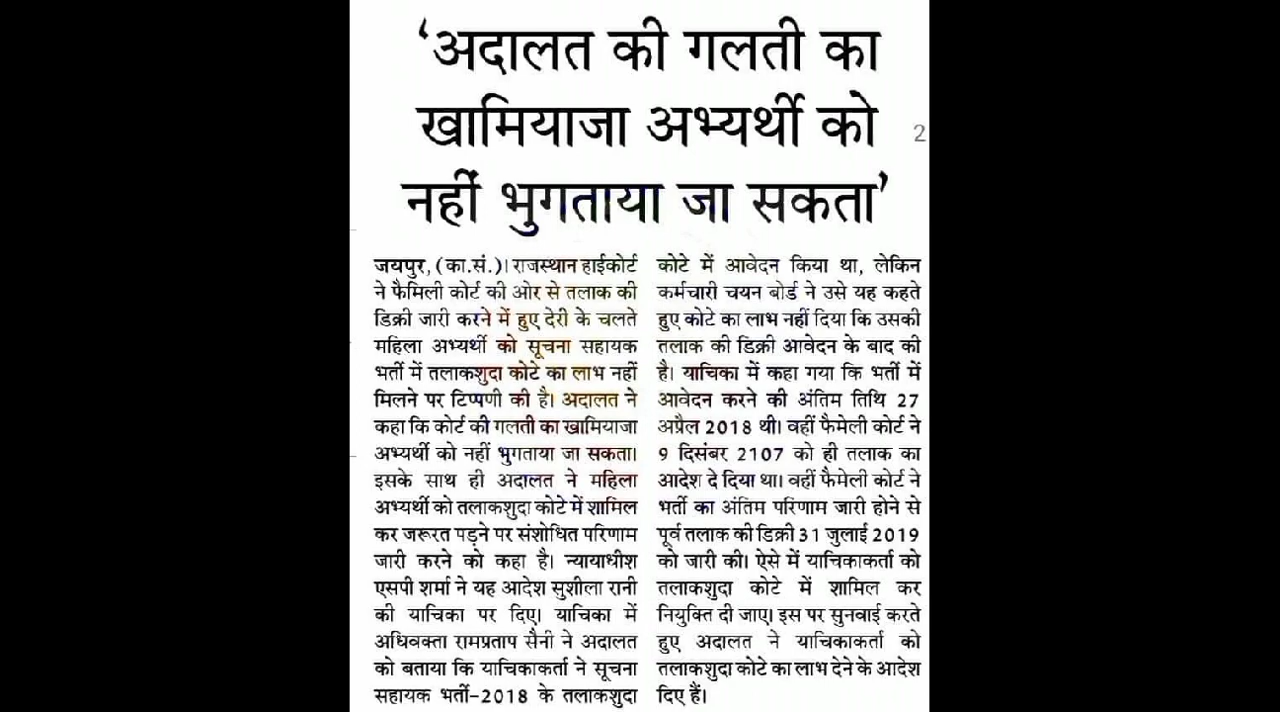 ‘अदालत की गलती का
खामियाजा अभ्यर्थी को
नहीं भुगताया जा सकता’
2
जयपुर, (का.सं.)। राजस्थान हाईकोर्ट
ने फैमिली कोर्ट की ओर से तलाक की
डिक्री जारी करने में हुए देरी के चलते
महिला अभ्यर्थी को सूचना सहायक
भर्ती में तलाकशुदा कोटे का लाभ नहीं
मिलने पर टिप्पणी की है। अदालत ने
कहा कि कोर्ट की गलती का खामियाजा
अभ्यर्थी को नहीं भुगताया जा सकता।
इसके साथ ही अदालत ने महिला
अभ्यर्थी को तलाकशुदा कोटे में शामिल
कर जरूरत पड़ने पर संशोधित परिणाम
जारी करने को कहा है। न्यायाधीश
एसपी शर्मा ने यह आदेश सुशीला रानी
की याचिका पर दिए। याचिका में
अधिवक्ता रामप्रताप सैनी ने अदालत
को बताया कि याचिकाकर्ता ने सूचना
सहायक भर्ती-2018 के तलाकशुदा
कोटे में आवेदन किया था, लेकिन
कर्मचारी चयन बोर्ड ने उसे यह कहते
हुए कोटे का लाभ नहीं दिया कि उसकी
तलाक की डिक्री आवेदन के बाद की
है। याचिका में कहा गया कि भर्ती में
आवेदन करने की अंतिम तिथि 27
अप्रैल 2018 थी। वहीं फैमेली कोर्ट ने
9 दिसंबर 2107 को ही तलाक का
आदेश दे दिया था। वहीं फैमेली कोर्ट ने
भर्ती का अंतिम परिणाम जारी होने से
पूर्व तलाक की डिक्री 31 जुलाई 2019
को जारी की। ऐसे में याचिकाकर्ता को
तलाकशुदा कोटे में शामिल कर
नियुक्ति दी जाए। इस पर सुनवाई करते
हुए अदालत ने याचिकाकर्ता को
तलाकशुदा कोटे का लाभ देने के आदेश
दिए हैं।